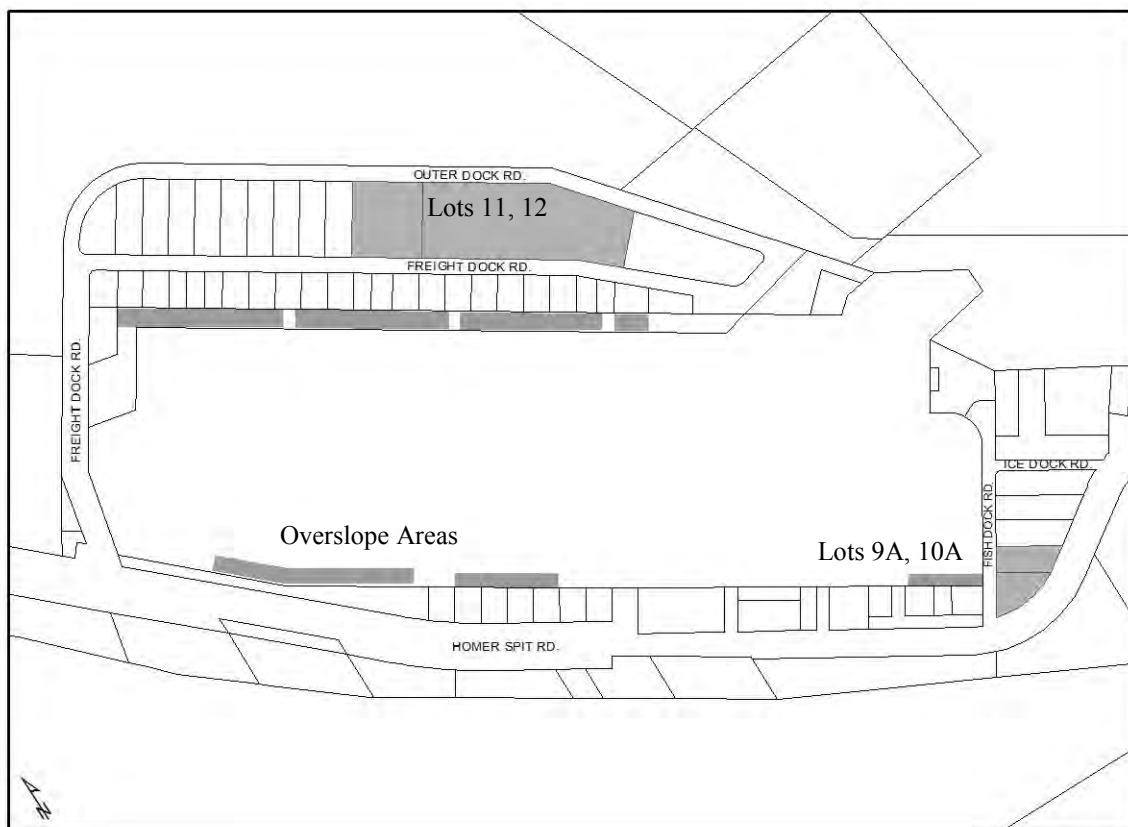 OUTER DOCK RD.
Lots 11, 12
FREIGHT DOCK RD.
FREIGHT DOCK RD.
ICE DOCK RD.
FISH DOCK RD.
Overslope Areas
Lots 9A, 10A
HOMER SPIT RD.
N